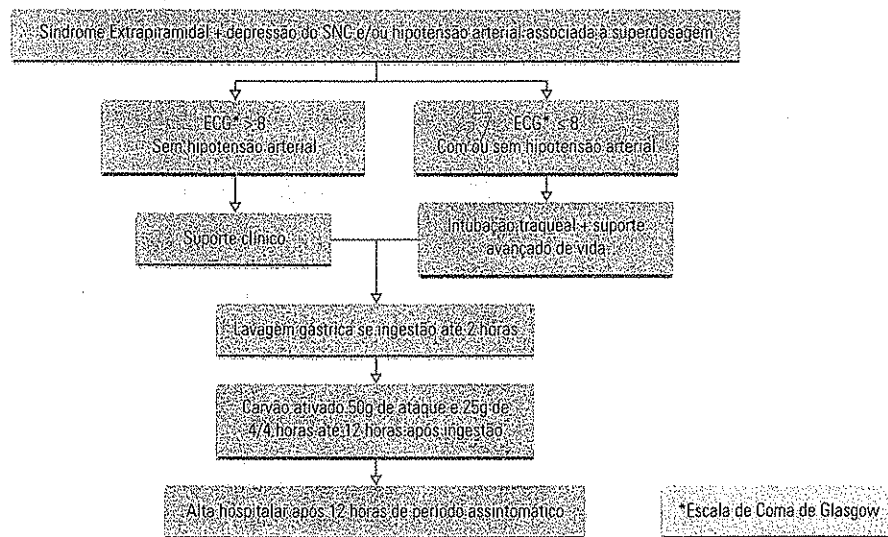 Síndrome Extrapiramidal + depressão do SNC e/ou hipotensão arterial associada à superdosagem
ECG* > 8
Sem hipotensão arterial
ECG* < 8
Com ou sem hipotensão arterial
Suporte clínico
Intubação traqueal + suporte
avançado de vida
Lavagem gástrica se ingestão até 2 horas
Carvão ativado 50g de ataque e 25g de
4/4 horas até 12 horas após ingestão
Alta hospitalar após 12 horas de período assintomático
*Escala de Coma de Glasgow